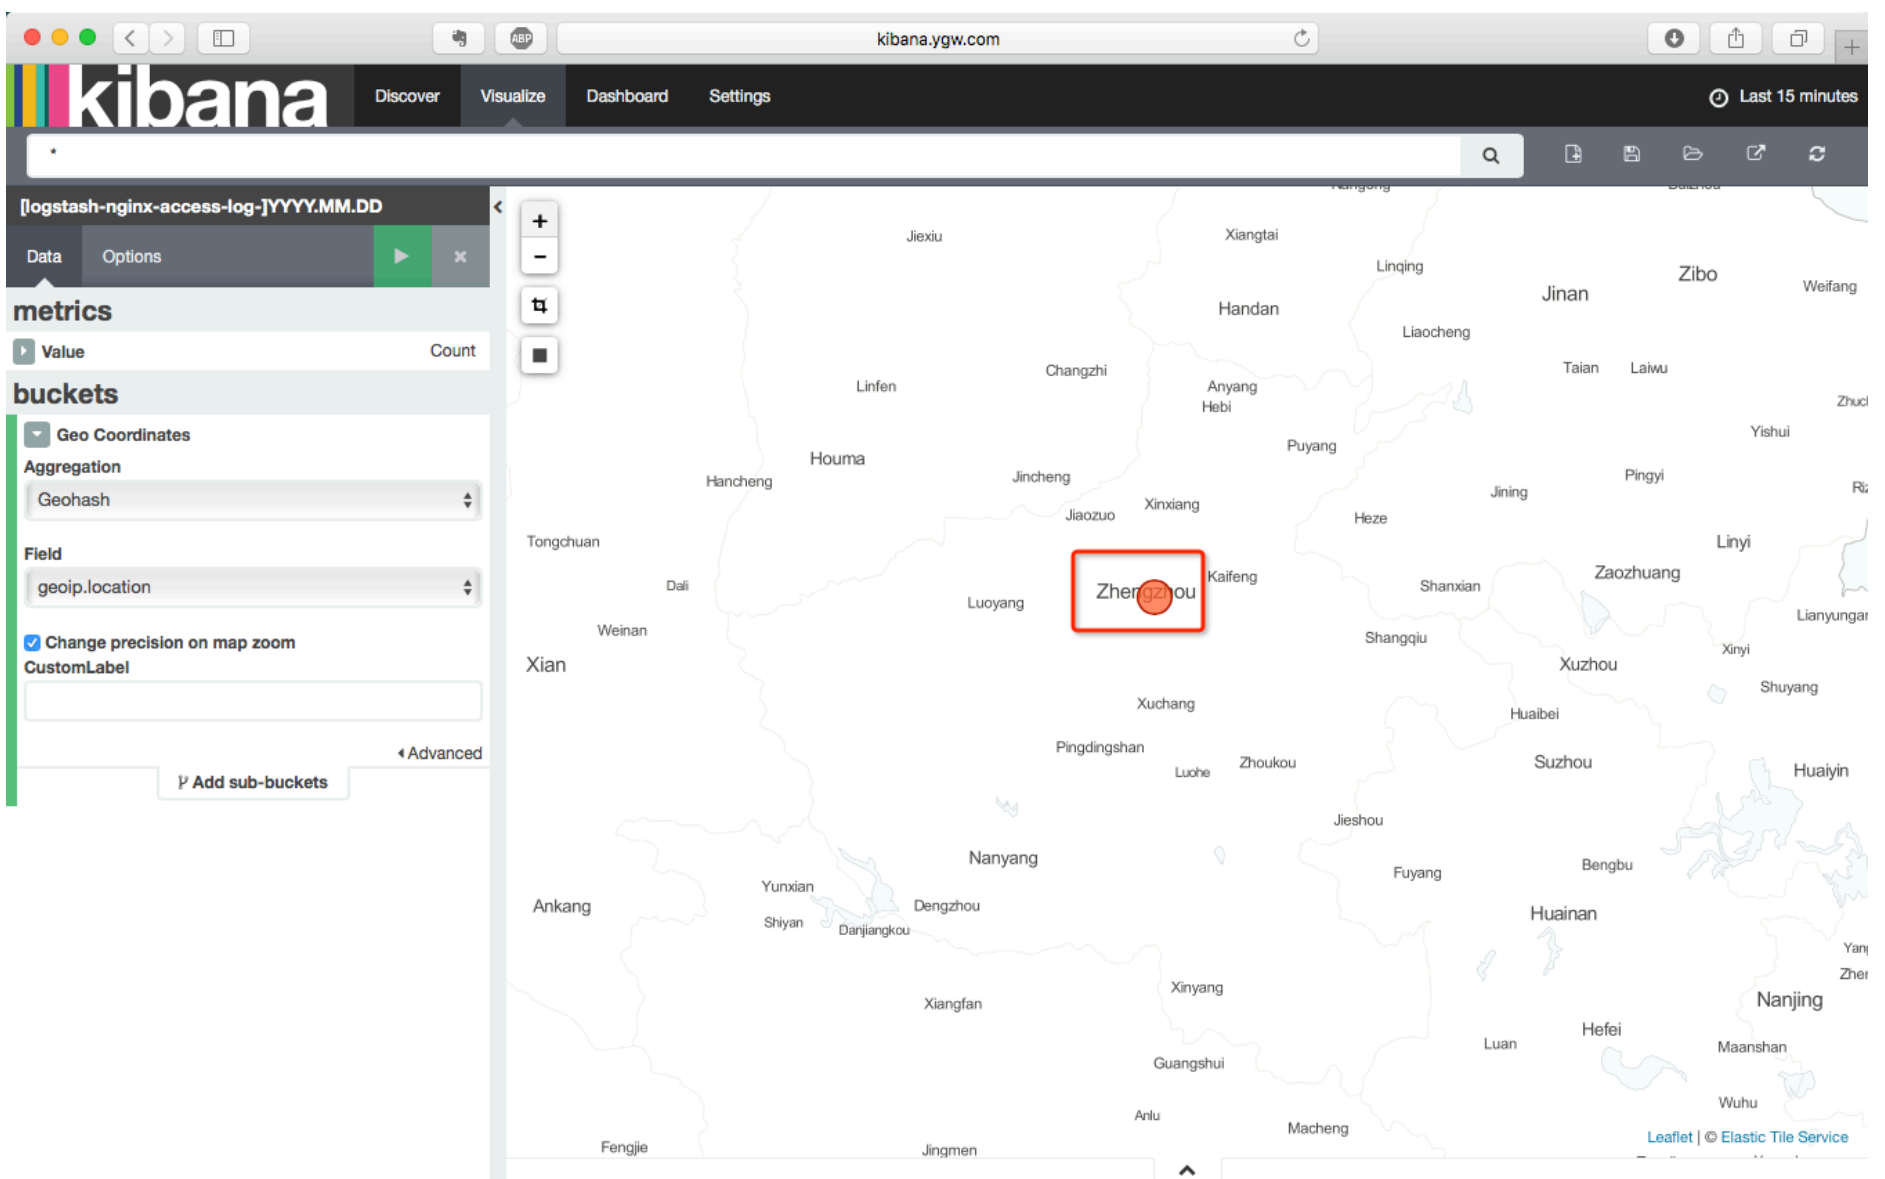 ABP
kibana.ygw.com
kibana
Discover
Visualize
Dashboard
Settings
Last 15 minutes
*
[logstash-nginx-access-log-]YYYY.MM.DD
Data
Options
metrics
Value
Count
buckets
Geo Coordinates
Aggregation
Geohash
Field
geoip.location
Change precision on map zoom
CustomLabel
Advanced
Add sub-buckets
Jiexiu
Xiangtai
Linqing
Zibo
Weifang
Jinan
Handan
Liaocheng
Changzhi
Taian
Laiwu
Linfen
Anyang
Hebi
Zhucl
Yishui
Puyang
Houma
Hancheng
Jincheng
Pingyi
Jining
Xinxiang
Jiaozuo
Heze
Tongchuan
Linyi
Zaozhuang
Kaifeng
Dali
Shanxian
Zhengzhou
Luoyang
Lianyungar
Weinan
Shangqiu
Xinyi
Xian
Xuzhou
Shuyang
Xuchang
Huaibei
Pingdingshan
Zhoukou
Suzhou
Luohe
Huaiyin
Jieshou
Nanyang
Bengbu
Fuyang
Yunxian
Ankang
Dengzhou
Huainan
Shiyan
Danjiangkou
Yang
Zher
Xinyang
Xiangfan
Nanjing
Hefei
Luan
Maanshan
Guangshui
Wuhu
Anlu
Macheng
Leaflet | © Elastic Tile Service
Fengjie
Jingmen